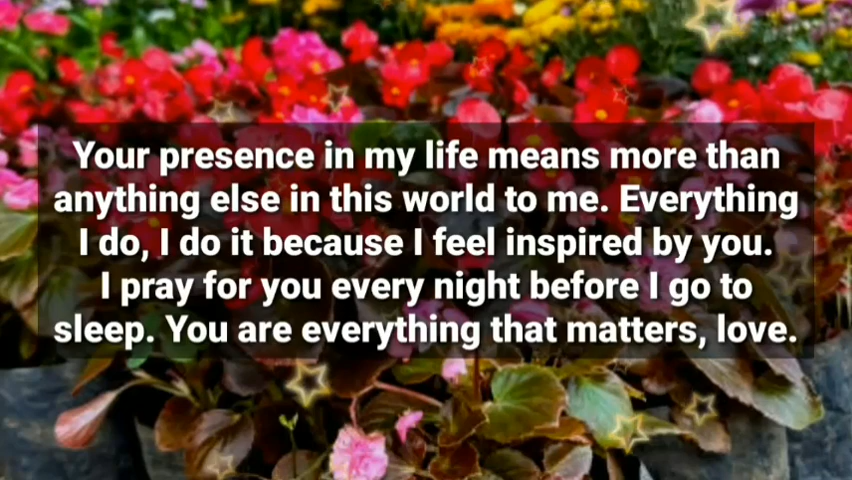 Your presence in my life means more than
anything else in this world to me. Everything
I do, I do it because I feel inspired by you.
I pray for you every night before I go to
sleep. You are everything that matters, love.